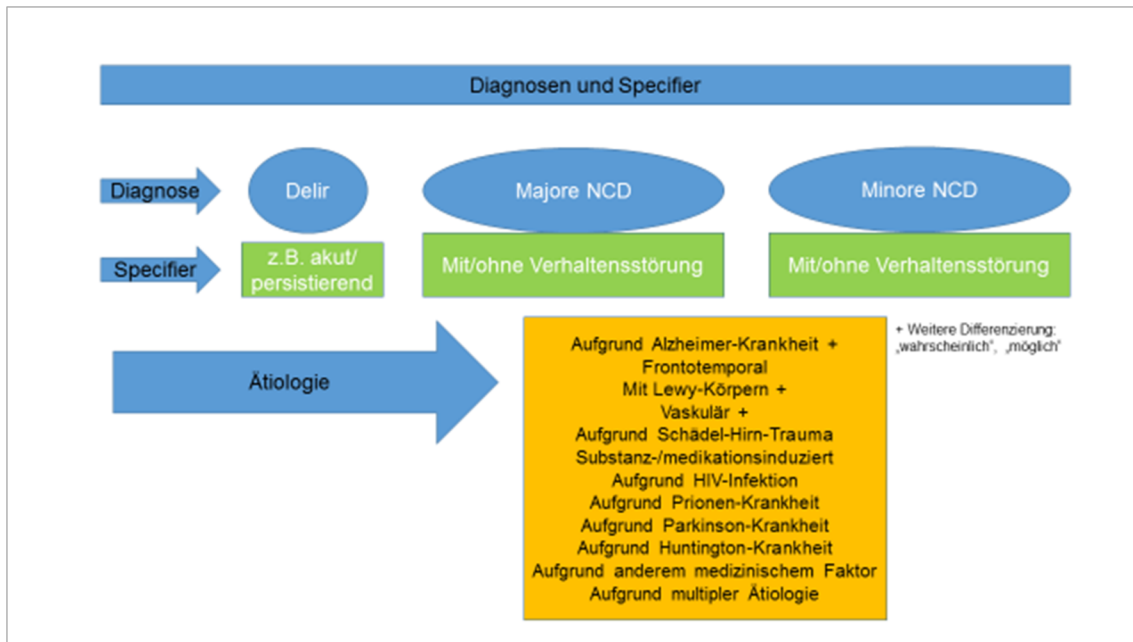 Diagnosen und Specifier
Diagnose
Delir
Majore NCD
Minore NCD
Specifier
z.B. akut/
persistierend
Mit/ohne Verhaltensstörung
Mit/ohne Verhaltensstörung
Ätiologie
Aufgrund Alzheimer-Krankheit +
Frontotemporal
Mit Lewy-Körpern +
Vaskulär +
Aufgrund Schädel-Hirn-Trauma
Substanz-/medikationsinduziert
Aufgrund HIV-Infektion
Aufgrund Prionen-Krankheit
Aufgrund Parkinson-Krankheit
Aufgrund Huntington-Krankheit
Aufgrund anderem medizinischem Faktor
Aufgrund multipler Ätiologie
+ Weitere Differenzierung:
„wahrscheinlich“, „möglich“